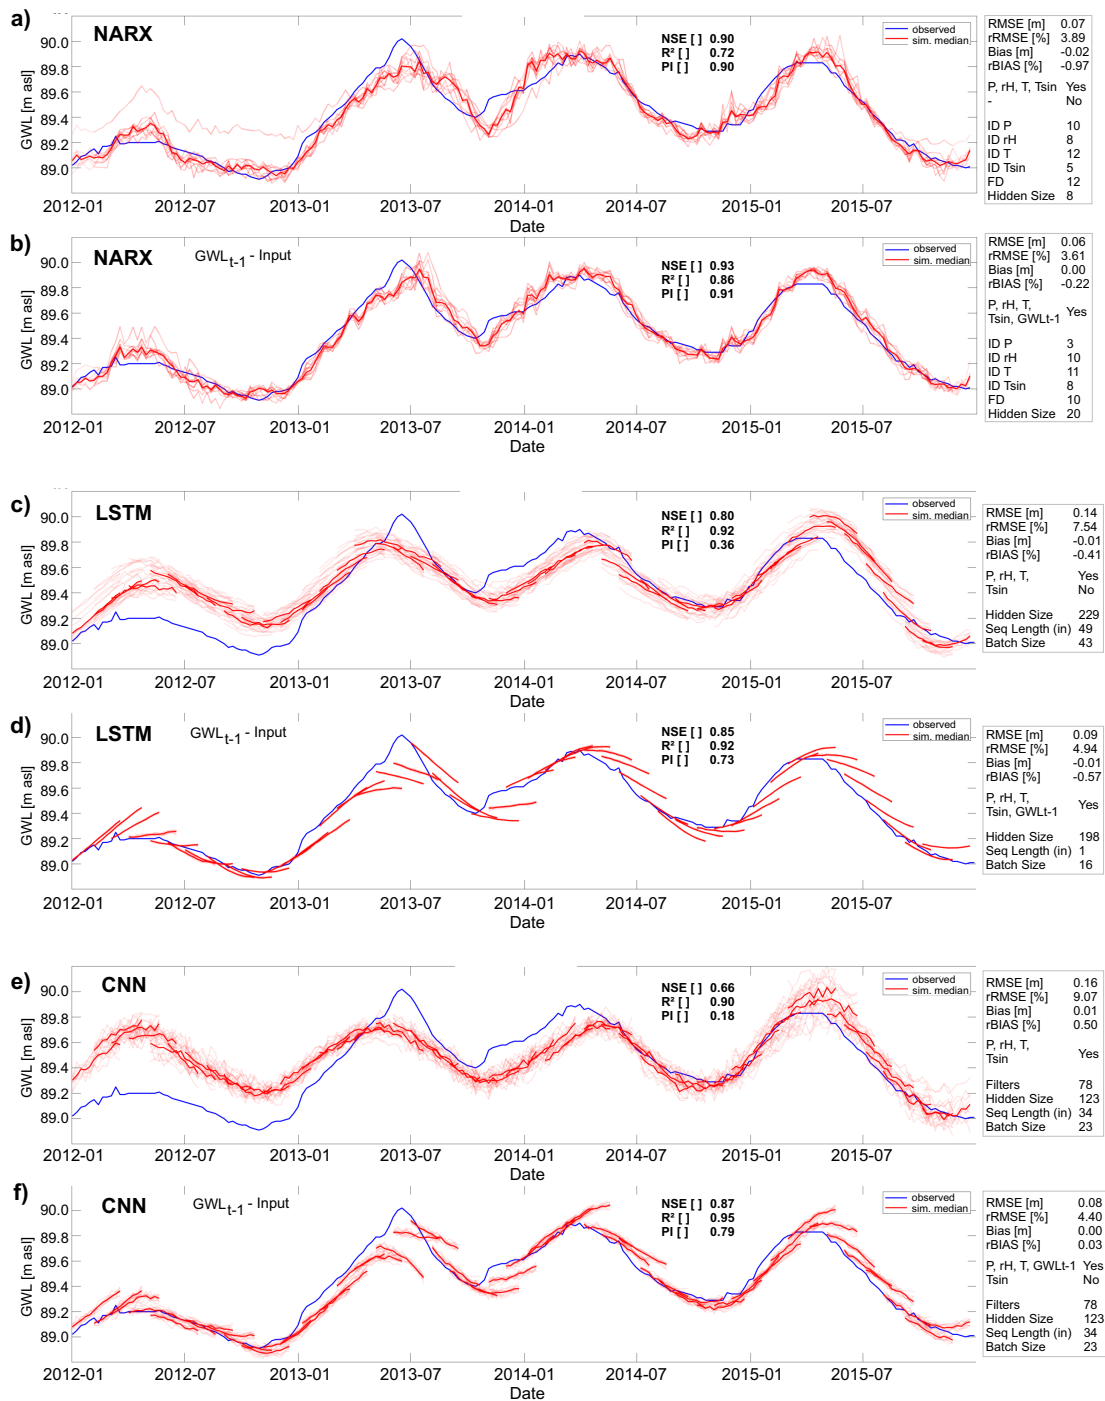 a)
NARX
NSE [ ] 0.90
R² [ ] 0.72
PI [ ] 0.90
observed
sim. median
GWL [m asl]
90.0
89.8
89.6
89.4
89.2
89.0
2012-01 2012-07 2013-01 2013-07 2014-01 2014-07 2015-01 2015-07
Date
RMSE [m] 0.07
rRMSE [%] 3.89
Bias [m] -0.02
rBIAS [%] -0.97
P, rH, T, Tsin Yes
- No
ID P 10
ID rH 8
ID T 12
ID Tsin 5
FD 12
Hidden Size 8
b)
NARX
GWLt-1 - Input
NSE [ ] 0.93
R² [ ] 0.86
PI [ ] 0.91
observed
sim. median
GWL [m asl]
90.0
89.8
89.6
89.4
89.2
89.0
2012-01 2012-07 2013-01 2013-07 2014-01 2014-07 2015-01 2015-07
Date
RMSE [m] 0.06
rRMSE [%] 3.61
Bias [m] 0.00
rBIAS [%] -0.22
P, rH, T,
Tsin, GWLt-1 Yes
ID P 3
ID rH 10
ID T 11
ID Tsin 8
FD 10
Hidden Size 20
c)
LSTM
NSE [ ] 0.80
R² [ ] 0.92
PI [ ] 0.36
observed
sim. median
GWL [m asl]
90.0
89.8
89.6
89.4
89.2
89.0
2012-01 2012-07 2013-01 2013-07 2014-01 2014-07 2015-01 2015-07
Date
RMSE [m] 0.14
rRMSE [%] 7.54
Bias [m] -0.01
rBIAS [%] -0.41
P, rH, T, Yes
Tsin No
Hidden Size 229
Seq Length (in) 49
Batch Size 43
d)
LSTM
GWLt-1 - Input
NSE [ ] 0.85
R² [ ] 0.92
PI [ ] 0.73
observed
sim. median
GWL [m asl]
90.0
89.8
89.6
89.4
89.2
89.0
2012-01 2012-07 2013-01 2013-07 2014-01 2014-07 2015-01 2015-07
Date
RMSE [m] 0.09
rRMSE [%] 4.94
Bias [m] -0.01
rBIAS [%] -0.57
P, rH, T,
Tsin, GWLt-1 Yes
Hidden Size 198
Seq Length (in) 1
Batch Size 16
e)
CNN
NSE [ ] 0.66
R² [ ] 0.90
PI [ ] 0.18
observed
sim. median
GWL [m asl]
90.0
89.8
89.6
89.4
89.2
89.0
2012-01 2012-07 2013-01 2013-07 2014-01 2014-07 2015-01 2015-07
Date
RMSE [m] 0.16
rRMSE [%] 9.07
Bias [m] 0.01
rBIAS [%] 0.50
P, rH, T,
Tsin Yes
Filters 78
Hidden Size 123
Seq Length (in) 34
Batch Size 23
f)
CNN
GWLt-1 - Input
NSE [ ] 0.87
R² [ ] 0.95
PI [ ] 0.79
observed
sim. median
GWL [m asl]
90.0
89.8
89.6
89.4
89.2
89.0
2012-01 2012-07 2013-01 2013-07 2014-01 2014-07 2015-01 2015-07
Date
RMSE [m] 0.08
rRMSE [%] 4.40
Bias [m] 0.00
rBIAS [%] 0.03
P, rH, T, GWLt-1 Yes
Tsin No
Filters 78
Hidden Size 123
Seq Length (in) 34
Batch Size 23